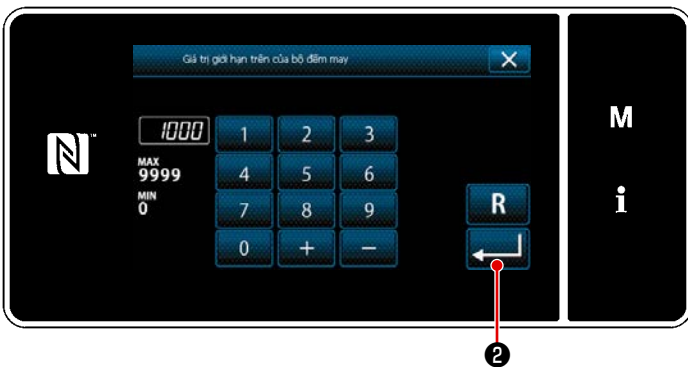 Giá trị giới hạn trên của bộ đếm may
1000
MAX
9999
MIN
0
1 2 3
4 5 6
7 8 9
0 + −
R
M
i
N
❷